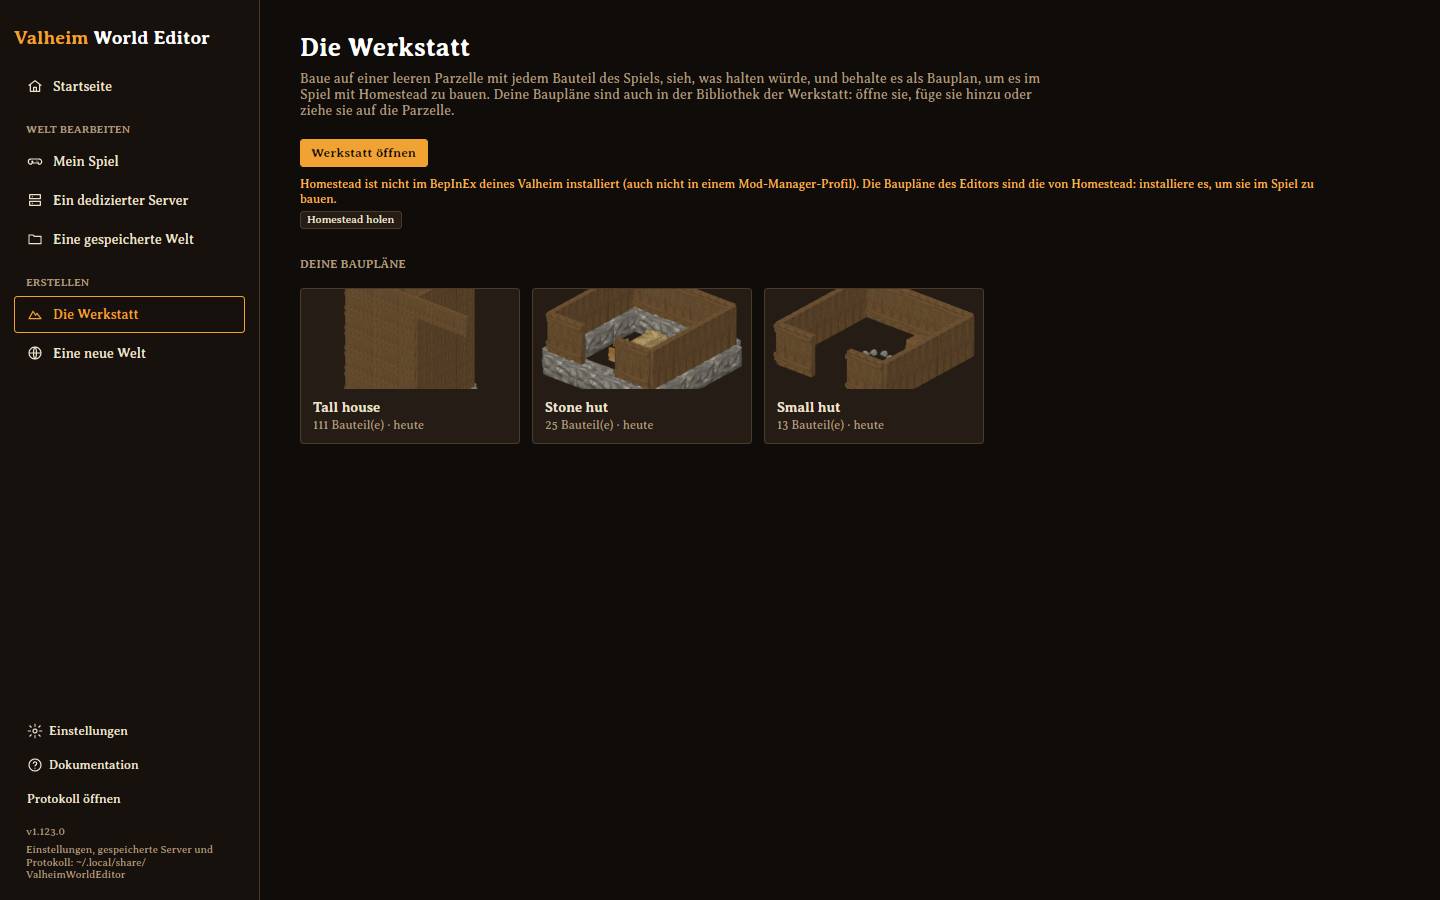 Valheim World Editor
Startseite
WELT BEARBEITEN
Mein Spiel
Ein dedizierter Server
Eine gespeicherte Welt
ERSTELLEN
Die Werkstatt
Eine neue Welt
Einstellungen
Dokumentation
Protokoll öffnen
v1.123.0
Einstellungen, gespeicherte Server und
Protokoll: ~/.local/share/
ValheimWorldEditor
Die Werkstatt
Baue auf einer leeren Parzelle mit jedem Bauteil des Spiels, sieh, was halten würde, und behalte es als Bauplan, um es im
Spiel mit Homestead zu bauen. Deine Baupläne sind auch in der Bibliothek der Werkstatt: öffne sie, füge sie hinzu oder
ziehe sie auf die Parzelle.
Werkstatt öffnen
Homestead ist nicht im BepInEx deines Valheim installiert (auch nicht in einem Mod-Manager-Profil). Die Baupläne des Editors sind die von Homestead: installiere es, um sie im Spiel zu
bauen.
Homestead holen
DEINE BAUPLÄNE
Tall house
111 Bauteil(e) · heute
Stone hut
25 Bauteil(e) · heute
Small hut
13 Bauteil(e) · heute